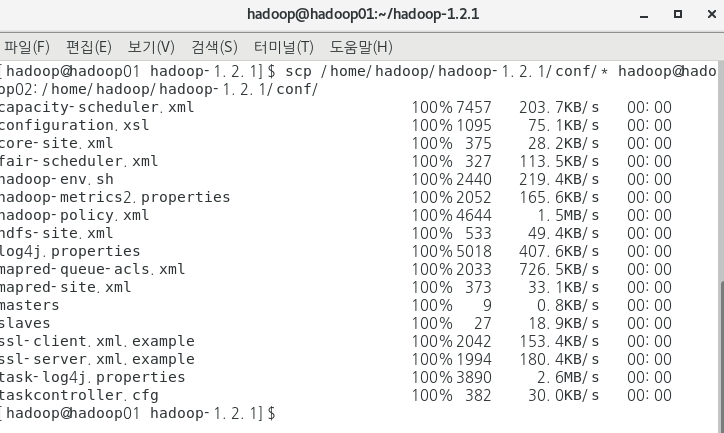 hadoop@hadoop01:~/hadoop-1.2.1
파일(F) 편집(E) 보기(V) 검색(S) 터미널(T) 도움말(H)
[hadoop@hadoop01 hadoop-1.2.1]$ scp /home/hadoop/hadoop-1.2.1/conf/* hadoop@hado
op02:/home/hadoop/hadoop-1.2.1/conf/
capacity-scheduler.xml 100% 7457 203.7KB/s 00:00
configuration.xsl 100% 1095 75.1KB/s 00:00
core-site.xml 100% 375 28.2KB/s 00:00
fair-scheduler.xml 100% 327 113.5KB/s 00:00
hadoop-env.sh 100% 2440 219.4KB/s 00:00
hadoop-metrics2.properties 100% 2052 165.6KB/s 00:00
hadoop-policy.xml 100% 4644 1.5MB/s 00:00
hdfs-site.xml 100% 533 49.4KB/s 00:00
log4j.properties 100% 5018 407.6KB/s 00:00
mapred-queue-acls.xml 100% 2033 726.5KB/s 00:00
mapred-site.xml 100% 373 33.1KB/s 00:00
masters 100% 9 0.8KB/s 00:00
slaves 100% 27 18.9KB/s 00:00
ssl-client.xml.example 100% 2042 153.4KB/s 00:00
ssl-server.xml.example 100% 1994 180.4KB/s 00:00
task-log4j.properties 100% 3890 2.6MB/s 00:00
taskcontroller.cfg 100% 382 30.0KB/s 00:00
[hadoop@hadoop01 hadoop-1.2.1]$